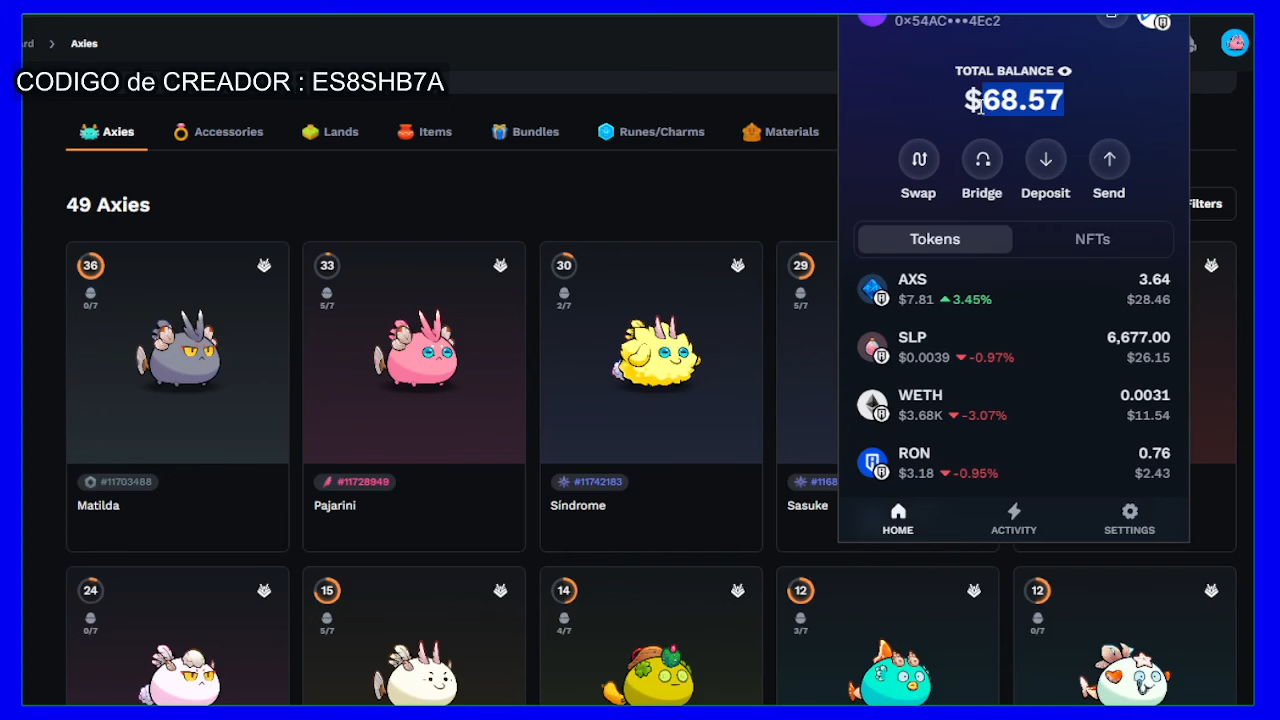 rd > Axies
CODIGO de CREADOR : ES8SHB7A
0x54AC•••4Ec2
TOTAL BALANCE
$68.57
Swap Bridge Deposit Send
Tokens NFTs
AXS 3.64
$7.81 3.45% $28.46
SLP 6,677.00
$0.0039 -0.97% $26.15
WETH 0.0031
$3.68K -3.07% $11.54
RON 0.76
$3.18 -0.95% $2.43
HOME ACTIVITY SETTINGS
Axies Accessories Lands Items Bundles Runes/Charms Materials
49 Axies
Filters
36 33 30 29
0/7 5/7 2/7 5/7
#11703488 #11728949 #11742183 #1168
Matilda Pajarini Síndrome Sasuke
24 15 14 12 12
0/7 5/7 4/7 3/7 0/7